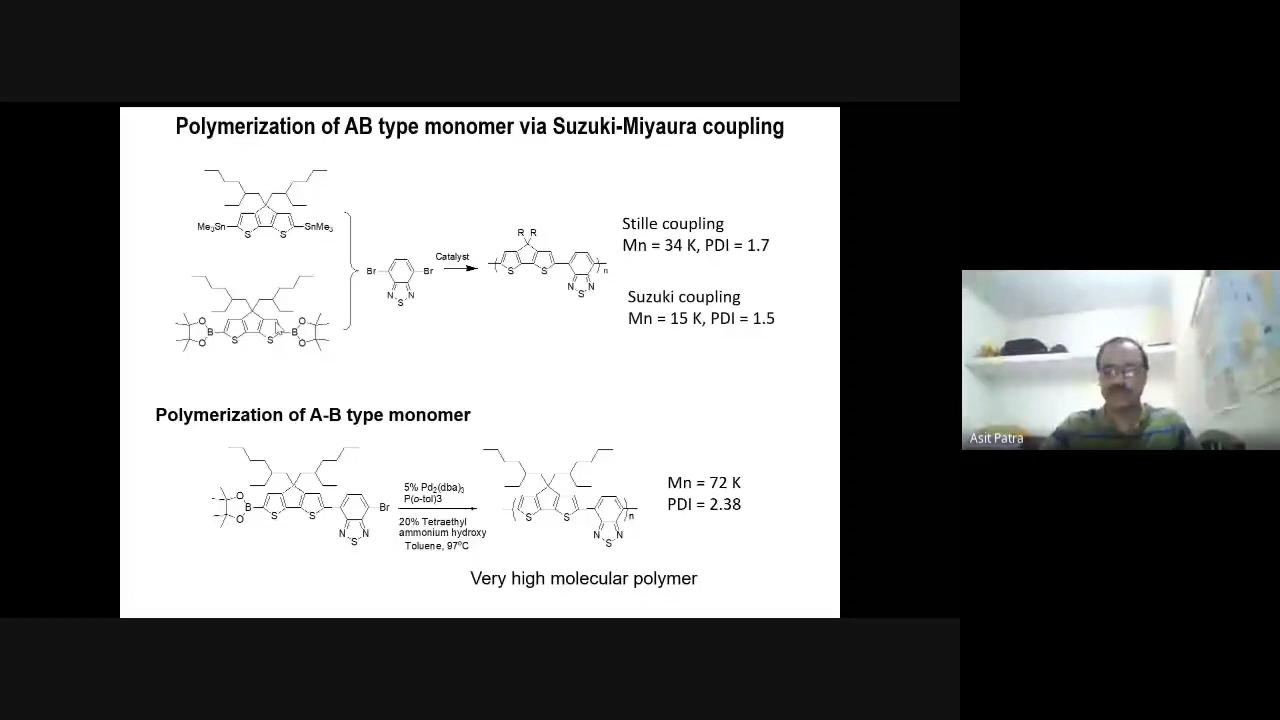 Polymerization of AB type monomer via Suzuki-Miyaura coupling
Me3Sn
S
S
SnMe3
Br
Br
N
N
S
Catalyst
R R
S
S
N
N
S
n
Stille coupling
Mn = 34 K, PDI = 1.7
Suzuki coupling
Mn = 15 K, PDI = 1.5
O
B
O
S
S
B
O
O
Polymerization of A-B type monomer
O
B
O
S
S
Br
N
N
S
5% Pd2(dba)3
P(o-tol)3
20% Tetraethyl
ammonium hydroxy
Toluene, 97°C
S
S
N
N
S
n
Mn = 72 K
PDI = 2.38
Very high molecular polymer
Asit Patra